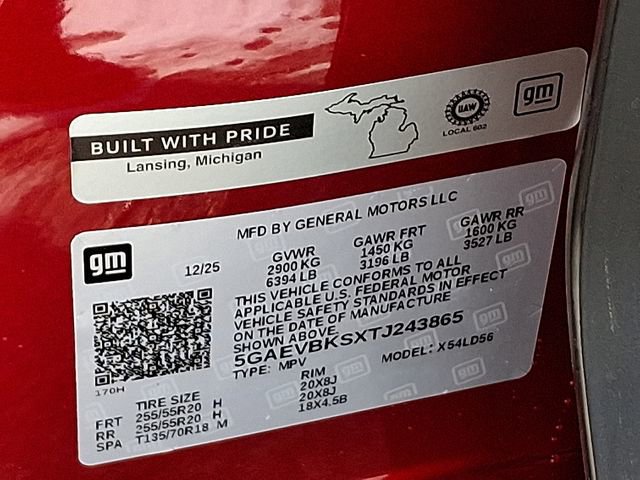 BUILT WITH PRIDE
Lansing, Michigan
UAW
LOCAL 602
gm
MFD BY GENERAL MOTORS LLC
gm
12/25
GVWR GAWR FRT GAWR RR
2900 KG 1450 KG 1600 KG
6394 LB 3196 LB 3527 LB
THIS VEHICLE CONFORMS TO ALL
APPLICABLE U.S. FEDERAL MOTOR
VEHICLE SAFETY STANDARDS IN EFFECT
ON THE DATE OF MANUFACTURE
SHOWN ABOVE.
5GAEVBKSXTJ243865
TYPE: MPV MODEL: X54LD56
170H
TIRE SIZE RIM
FRT 255/55R20 H 20X8J
RR 255/55R20 H 20X8J
SPA T135/70R18 M 18X4.5B